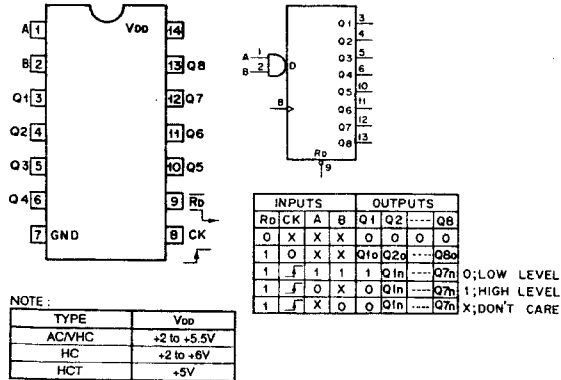 A 1 VDD 14
B 2 13 Q8
Q1 3 12 Q7
Q2 4 11 Q6
Q3 5 10 Q5
Q4 6 9 RD
7 GND 8 CK
A 1
B 2
D
8
Q1 3
Q2 4
Q3 5
Q4 6
Q5 10
Q6 11
Q7 12
Q8 13
RD
9
INPUTS OUTPUTS
RD CK A B Q1 Q2 ---- Q8
0 X X X 0 0 0 0
1 0 X X Q1o Q2o ---- Q8o
1 1 1 1 Q1n ---- Q7n 0;LOW LEVEL
1 0 X 0 Q1n ---- Q7n 1;HIGH LEVEL
1 X 0 0 Q1n ---- Q7n X;DON'T CARE
NOTE :
TYPE VDD
AC/VHC +2 to +5.5V
HC +2 to +6V
HCT +5V